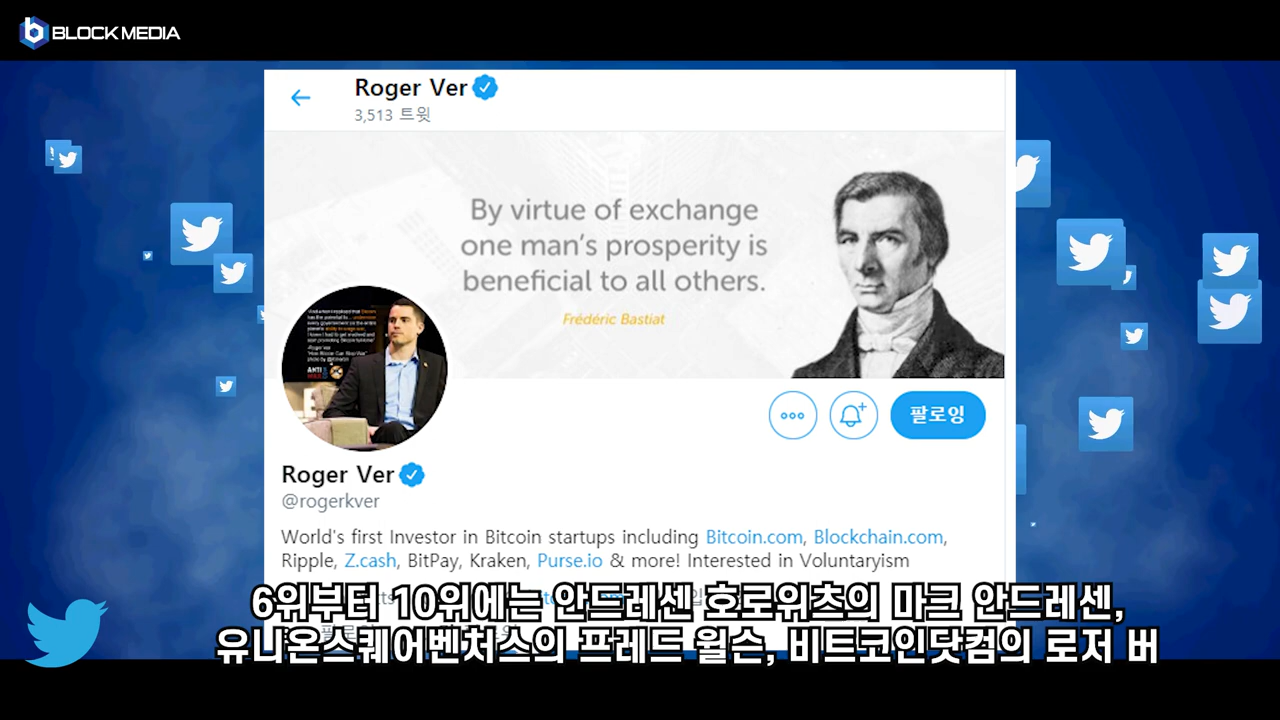 BLOCKMEDIA
Roger Ver
3,513 트윗
By virtue of exchange
one man's prosperity is
beneficial to all others.
Frédéric Bastiat
팔로잉
Roger Ver
@rogerkver
World's first Investor in Bitcoin startups including Bitcoin.com, Blockchain.com,
Ripple, Z.cash, BitPay, Kraken, Purse.io & more! Interested in Voluntaryism
6위부터 10위에는 안드레센 호로위츠의 마크 안드레센,
유니온스퀘어벤처스의 프레드 윌슨, 비트코인닷컴의 로저 버